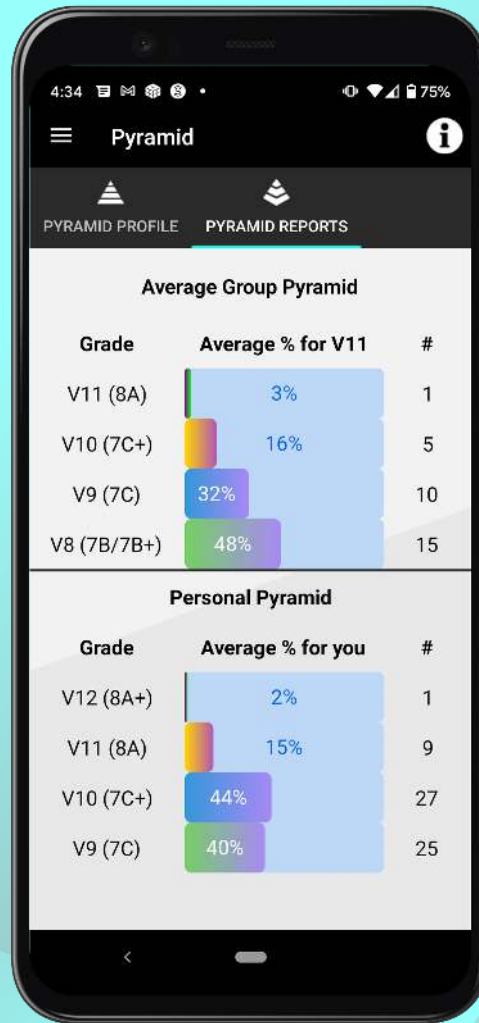 4:34 75%
Pyramid
PYRAMID PROFILE PYRAMID REPORTS
Average Group Pyramid
Grade Average % for V11 #
V11 (8A) 3% 1
V10 (7C+) 16% 5
V9 (7C) 32% 10
V8 (7B/7B+) 48% 15
Personal Pyramid
Grade Average % for you #
V12 (8A+) 2% 1
V11 (8A) 15% 9
V10 (7C+) 44% 27
V9 (7C) 40% 25